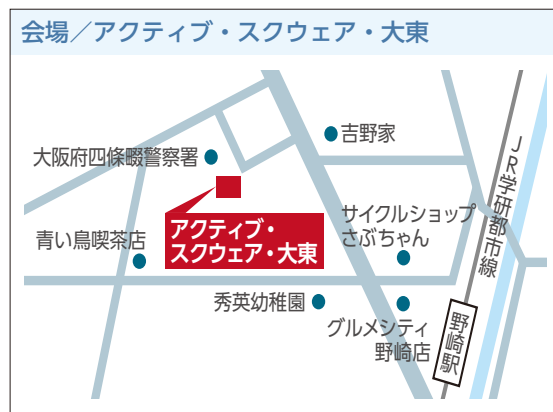 会場／アクティブ・スクウェア・大東
吉野家
大阪府四條畷警察署
JR学研都市線
アクティブ・
スクウェア・大東
サイクルショップ
さぶちゃん
青い鳥喫茶店
秀英幼稚園
グルメシティ
野崎店
野崎駅